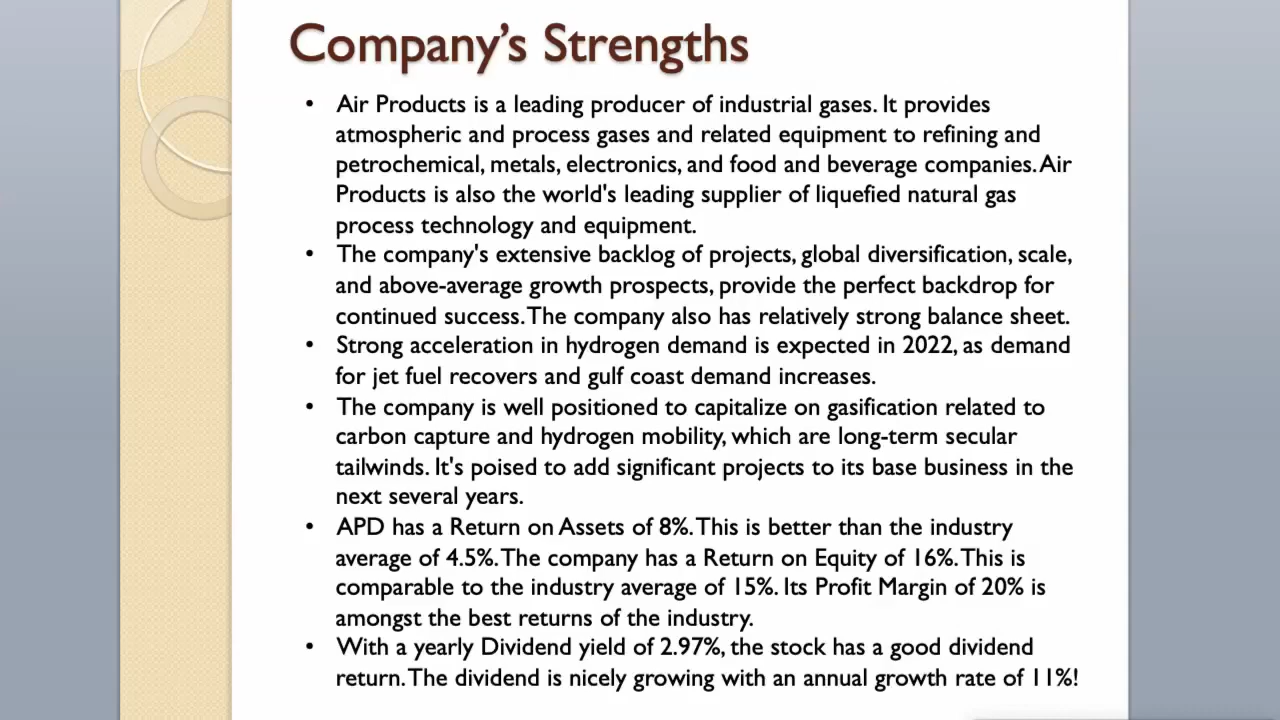 Company’s Strengths
• Air Products is a leading producer of industrial gases. It provides
atmospheric and process gases and related equipment to refining and
petrochemical, metals, electronics, and food and beverage companies. Air
Products is also the world's leading supplier of liquefied natural gas
process technology and equipment.
• The company's extensive backlog of projects, global diversification, scale,
and above-average growth prospects, provide the perfect backdrop for
continued success. The company also has relatively strong balance sheet.
• Strong acceleration in hydrogen demand is expected in 2022, as demand
for jet fuel recovers and gulf coast demand increases.
• The company is well positioned to capitalize on gasification related to
carbon capture and hydrogen mobility, which are long-term secular
tailwinds. It's poised to add significant projects to its base business in the
next several years.
• APD has a Return on Assets of 8%. This is better than the industry
average of 4.5%. The company has a Return on Equity of 16%. This is
comparable to the industry average of 15%. Its Profit Margin of 20% is
amongst the best returns of the industry.
• With a yearly Dividend yield of 2.97%, the stock has a good dividend
return. The dividend is nicely growing with an annual growth rate of 11%!